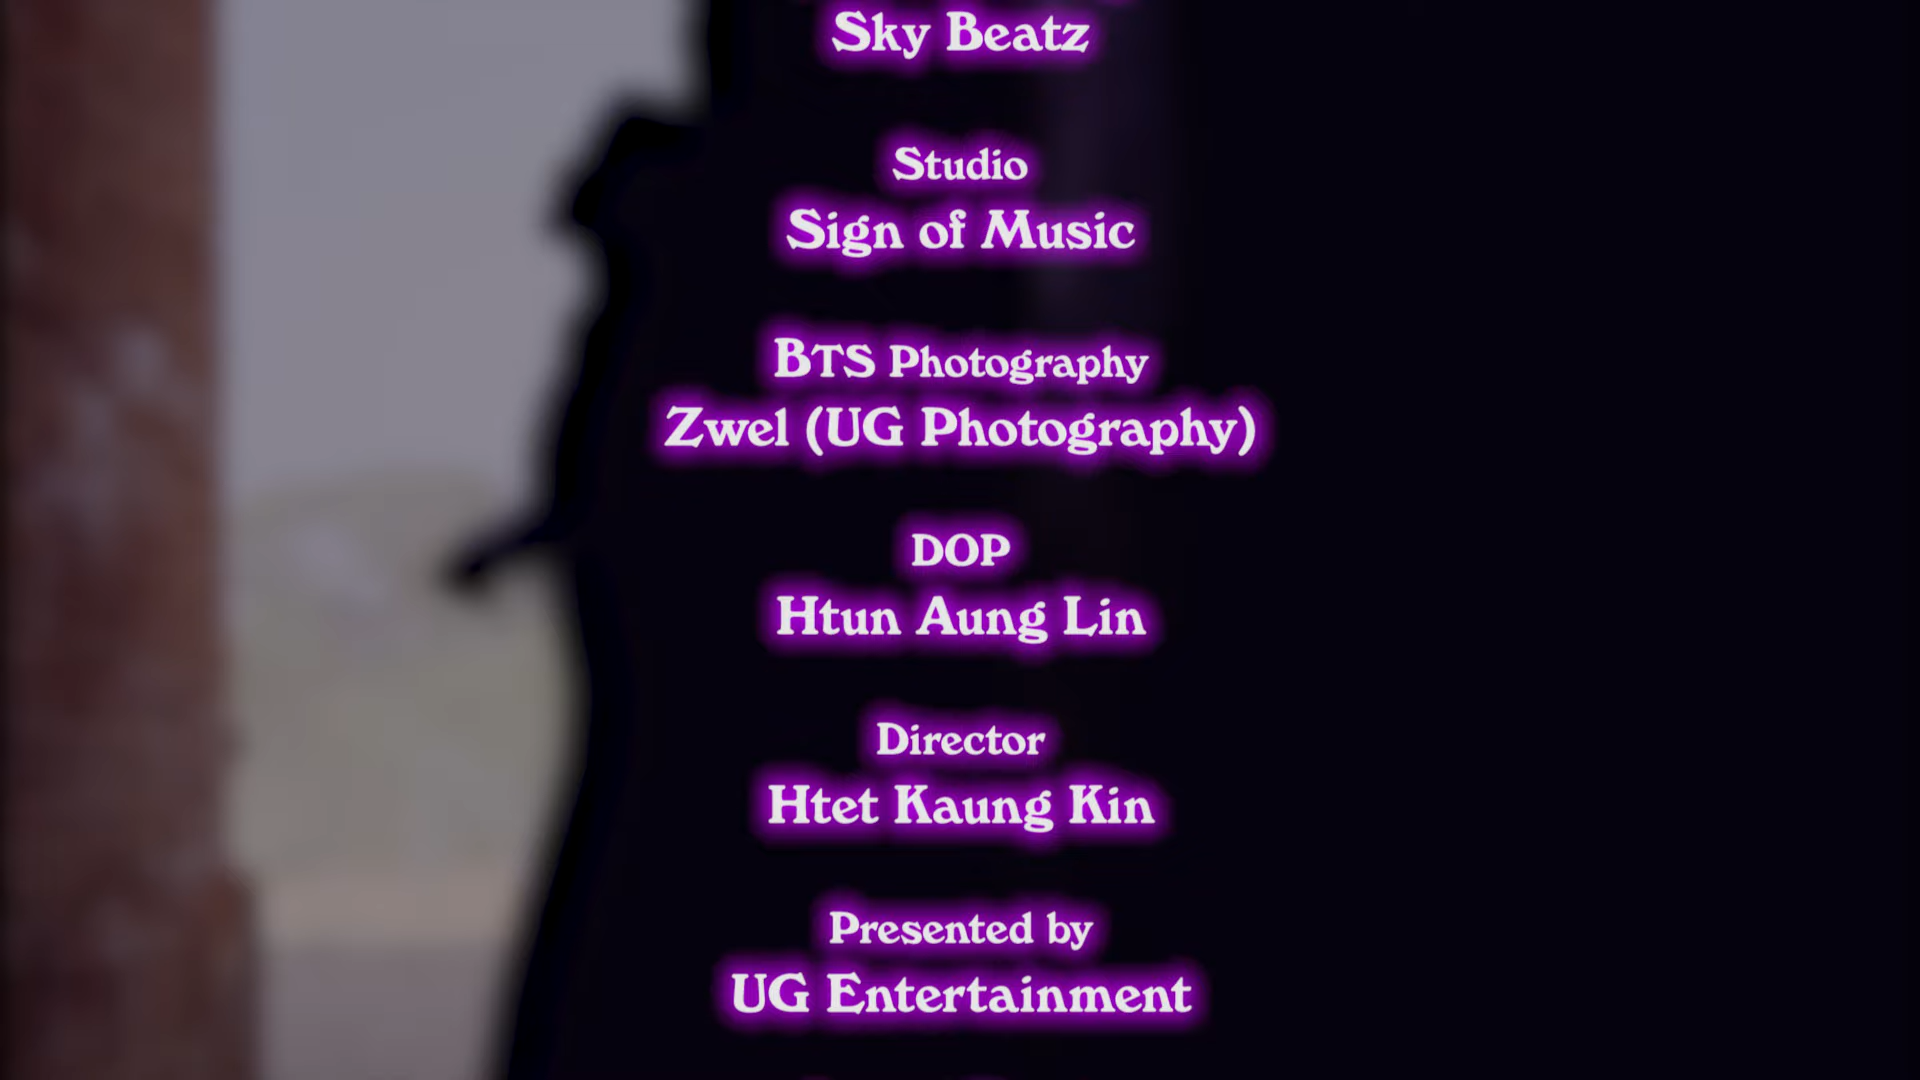 Sky Beatz
Studio
Sign of Music
BTS Photography
Zwel (UG Photography)
DOP
Htun Aung Lin
Director
Htet Kaung Kin
Presented by
UG Entertainment